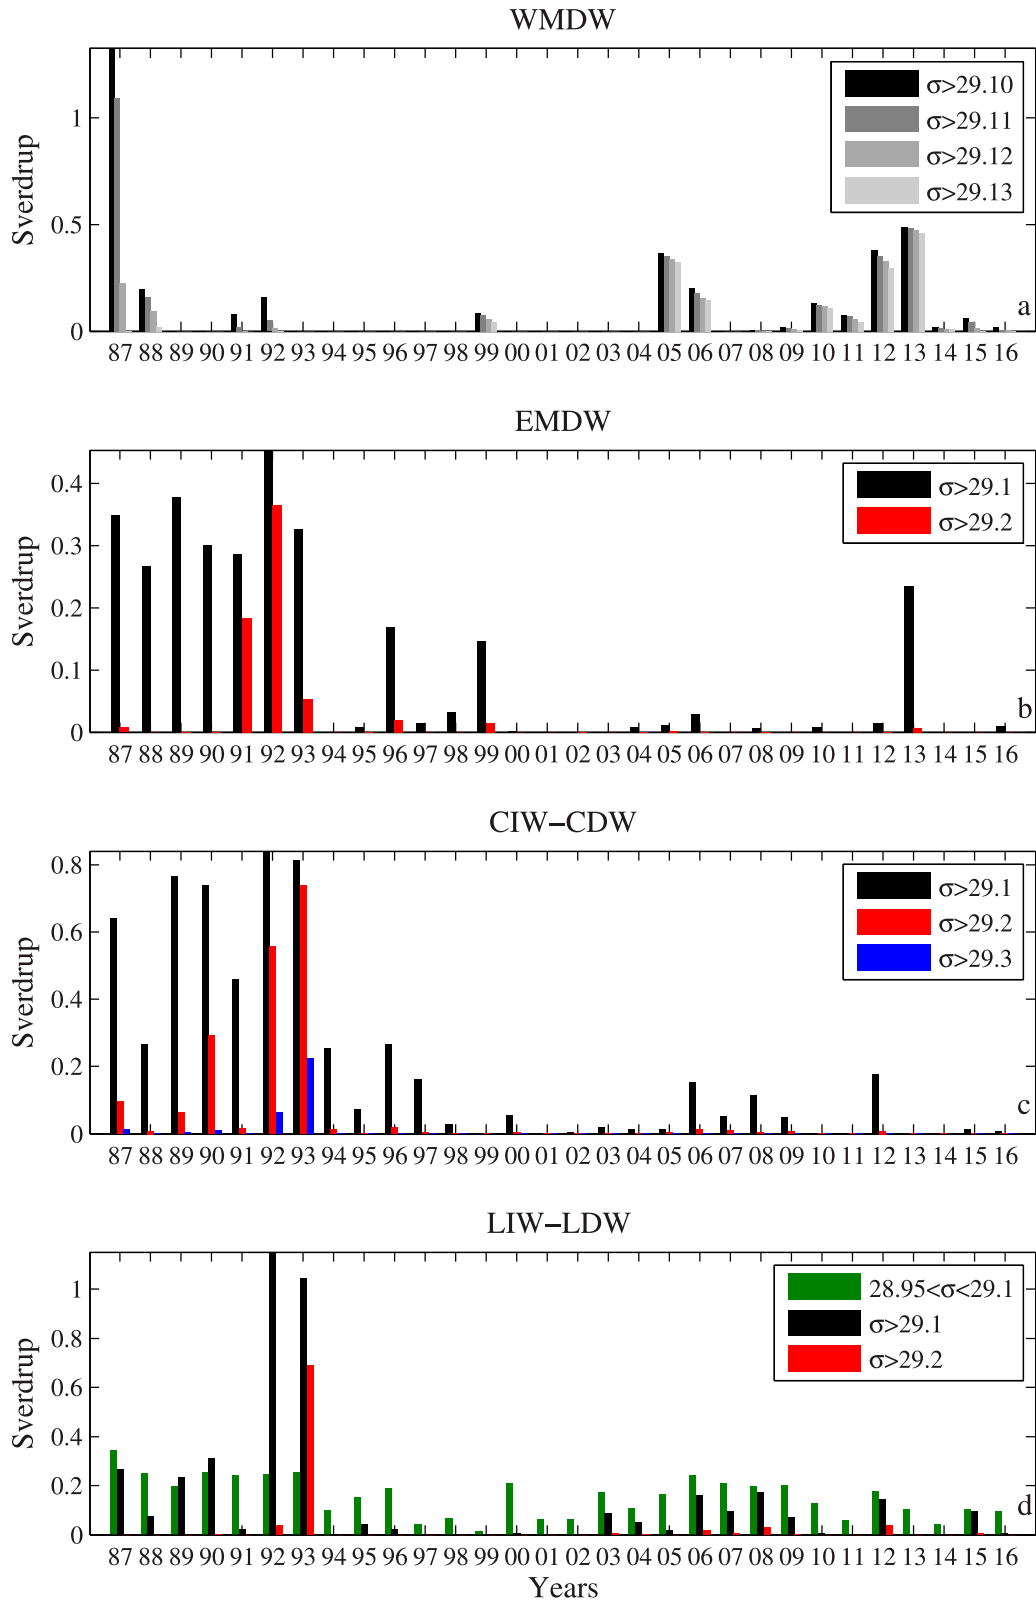 WMDW
σ>29.10
σ>29.11
σ>29.12
σ>29.13
1
0.5
0
Sverdrup
a
87 88 89 90 91 92 93 94 95 96 97 98 99 00 01 02 03 04 05 06 07 08 09 10 11 12 13 14 15 16
EMDW
σ>29.1
σ>29.2
0.4
0.3
0.2
0.1
0
Sverdrup
b
87 88 89 90 91 92 93 94 95 96 97 98 99 00 01 02 03 04 05 06 07 08 09 10 11 12 13 14 15 16
CIW−CDW
σ>29.1
σ>29.2
σ>29.3
0.8
0.6
0.4
0.2
0
Sverdrup
c
87 88 89 90 91 92 93 94 95 96 97 98 99 00 01 02 03 04 05 06 07 08 09 10 11 12 13 14 15 16
LIW−LDW
28.95<σ<29.1
σ>29.1
σ>29.2
1
0.8
0.6
0.4
0.2
0
Sverdrup
d
87 88 89 90 91 92 93 94 95 96 97 98 99 00 01 02 03 04 05 06 07 08 09 10 11 12 13 14 15 16
Years